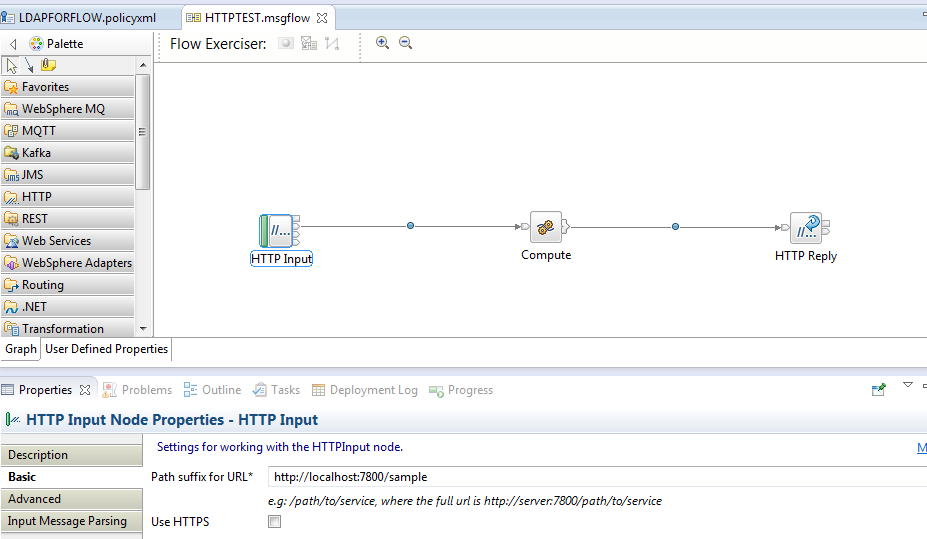 LDAPFORFLOW.policyxml
HTTPTEST.msgflow
Palette
Flow Exerciser:
Favorites
WebSphere MQ
MQTT
Kafka
JMS
HTTP
REST
Web Services
WebSphere Adapters
Routing
.NET
Transformation
HTTP Input
Compute
HTTP Reply
Graph
User Defined Properties
Properties
Problems
Outline
Tasks
Deployment Log
Progress
HTTP Input Node Properties - HTTP Input
Description
Basic
Advanced
Input Message Parsing
Settings for working with the HTTPInput node.
Path suffix for URL*
http://localhost:7800/sample
e.g: /path/to/service, where the full url is http://server:7800/path/to/service
Use HTTPS